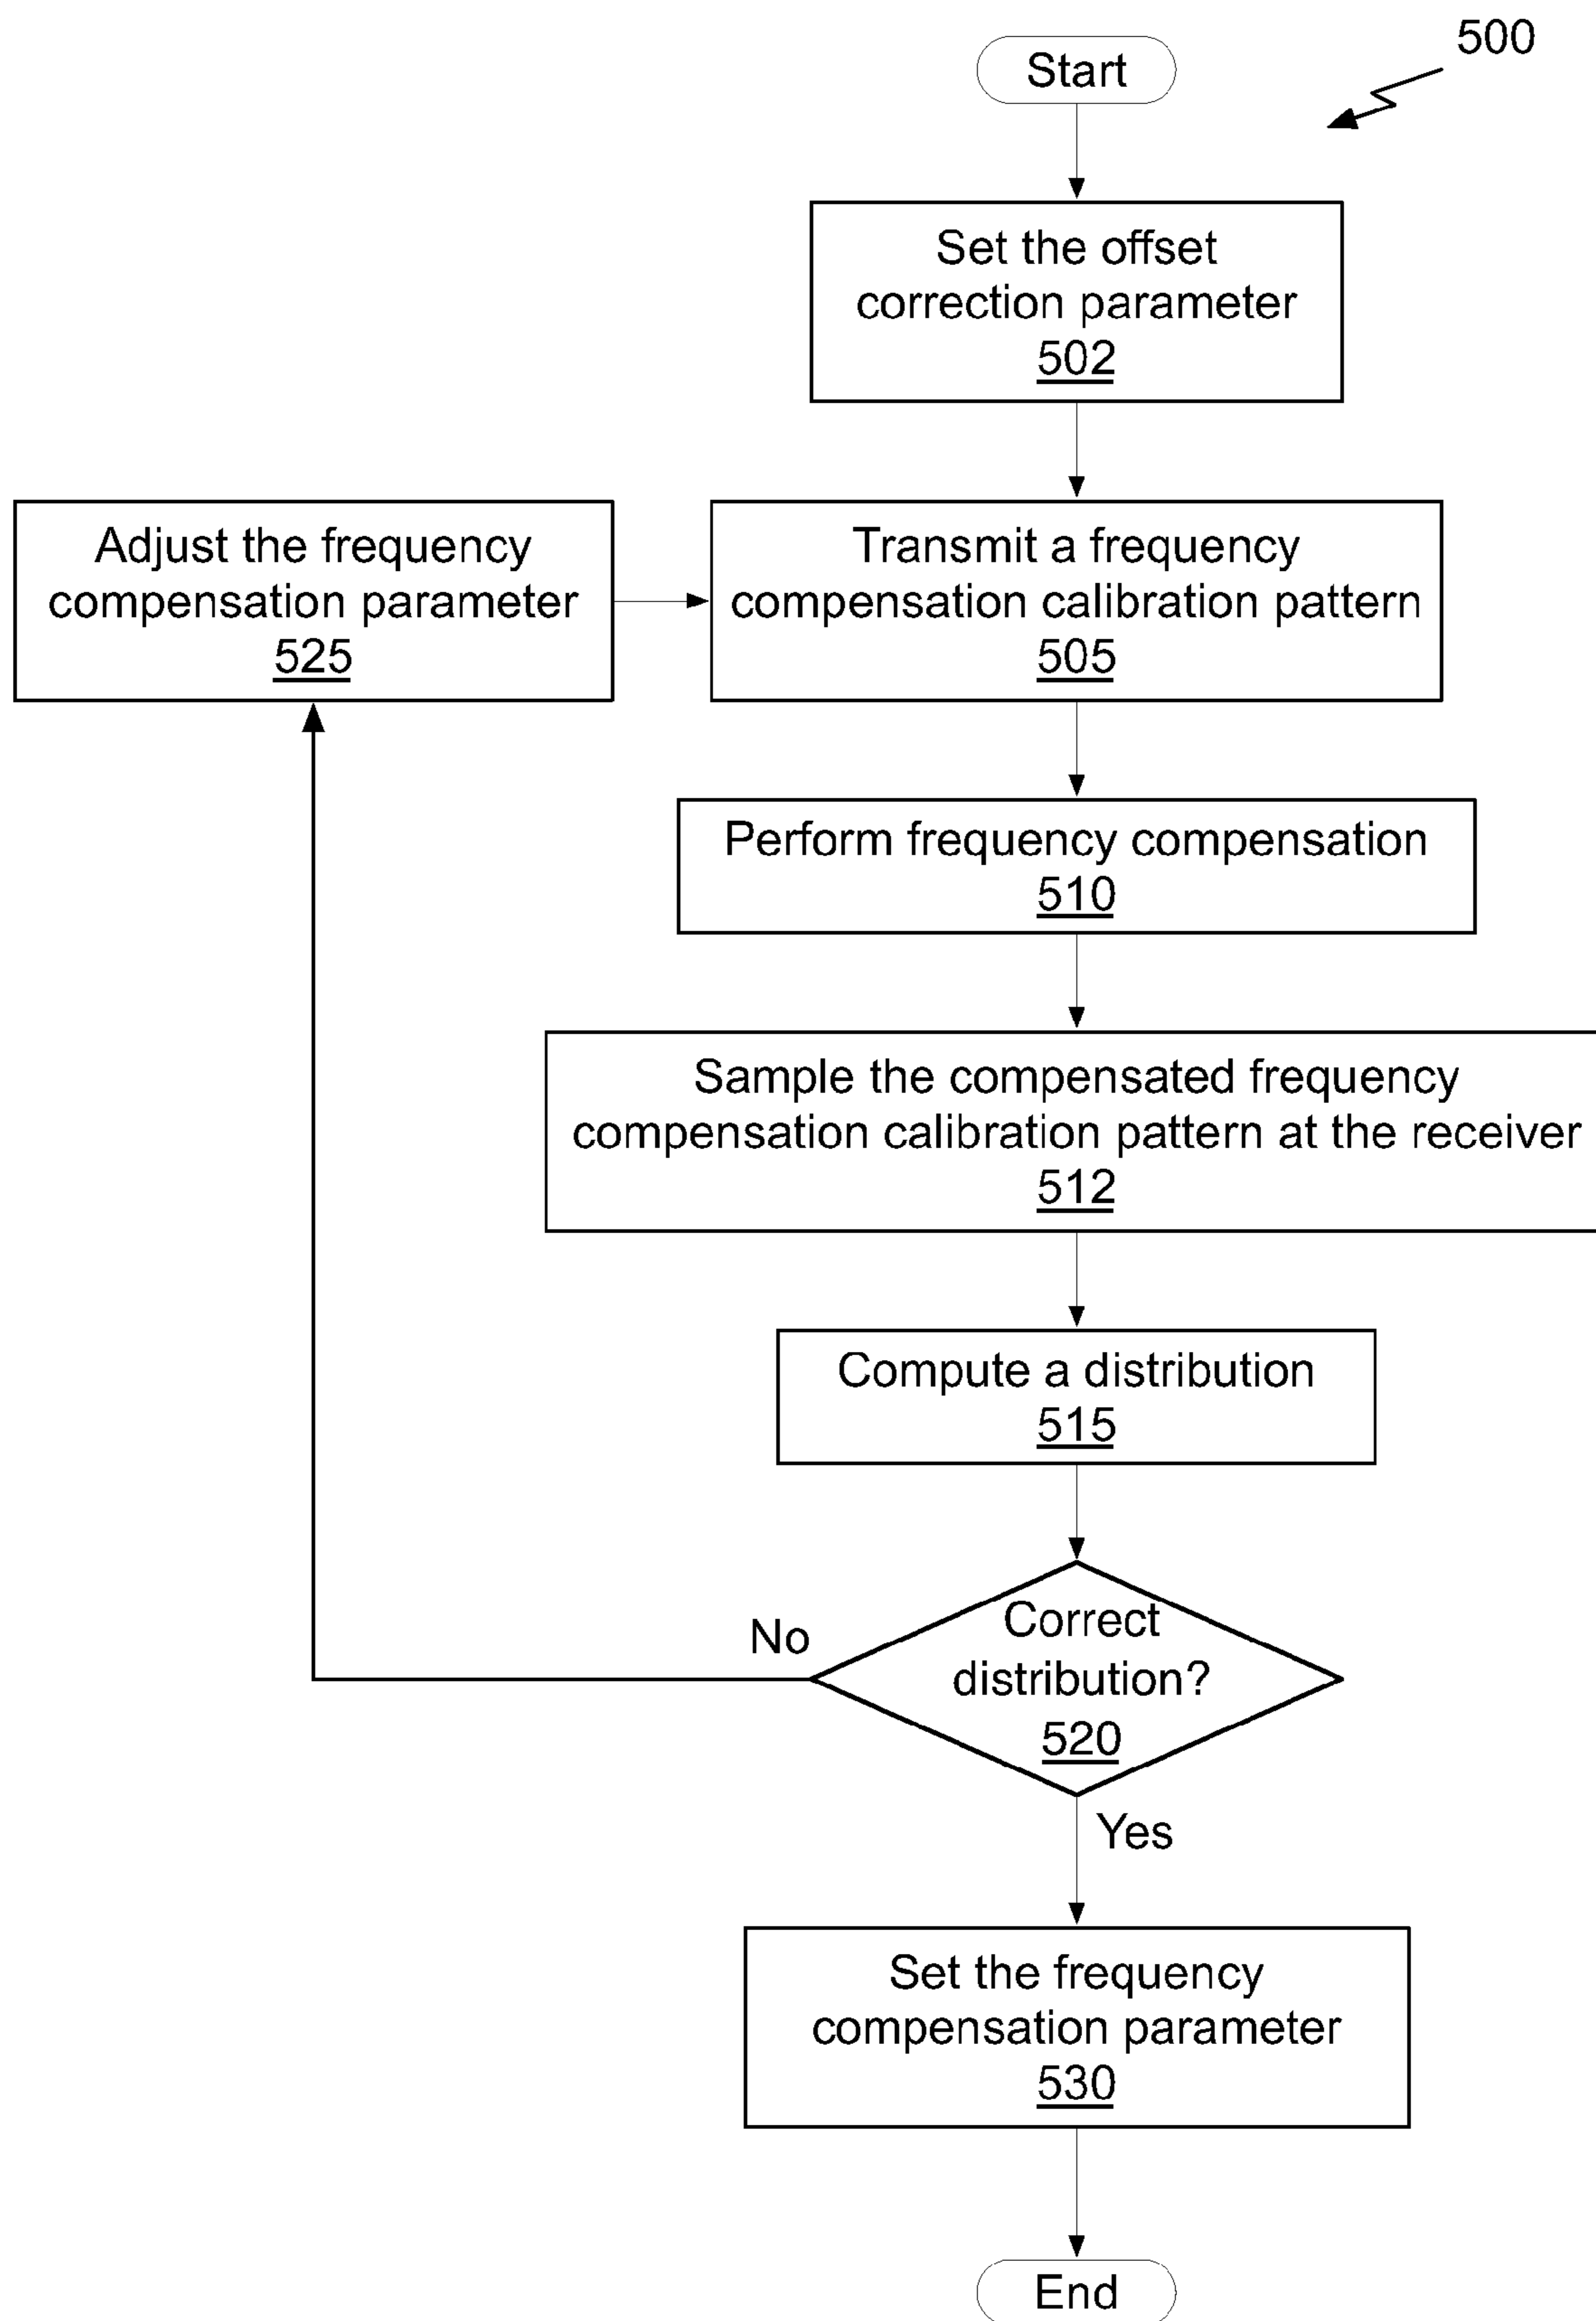 500
Start
Set the offset
correction parameter
502
Adjust the frequency
compensation parameter
525
Transmit a frequency
compensation calibration pattern
505
Perform frequency compensation
510
Sample the compensated frequency
compensation calibration pattern at the receiver
512
Compute a distribution
515
Correct
distribution?
520
No
Yes
Set the frequency
compensation parameter
530
End